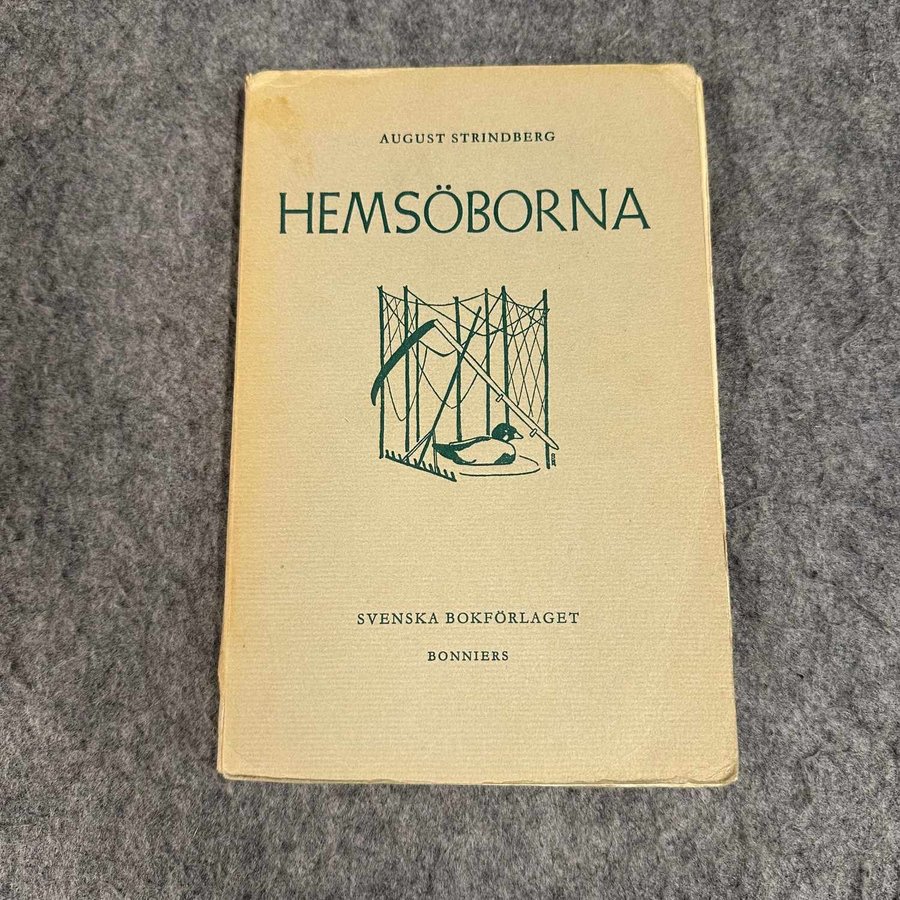 AUGUST STRINDBERG
HEMSÖBORNA
SVENSKA BOKFÖRLAGET
BONNIERS